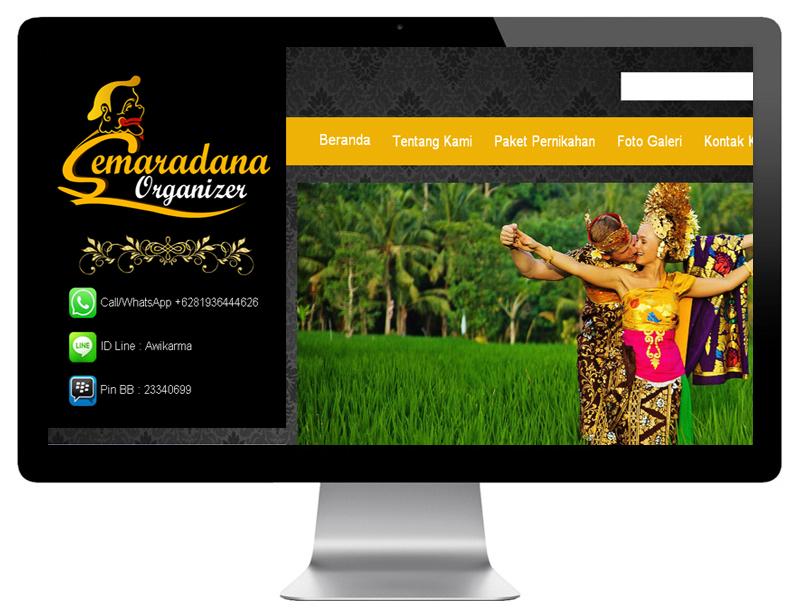 Semaradana
Organizer
Call/WhatsApp +6281936444626
LINE
ID Line : Awikarma
Pin BB : 23340699
Beranda Tentang Kami Paket Pernikahan Foto Galeri Kontak K